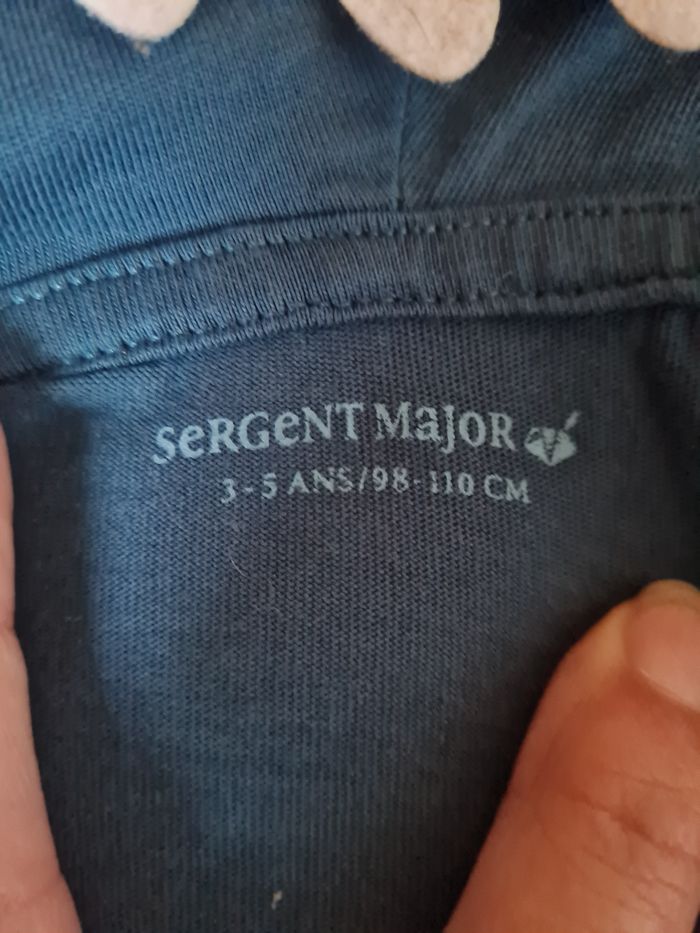 SeRGeNT MaJOR
3-5 ANS/98-110 CM